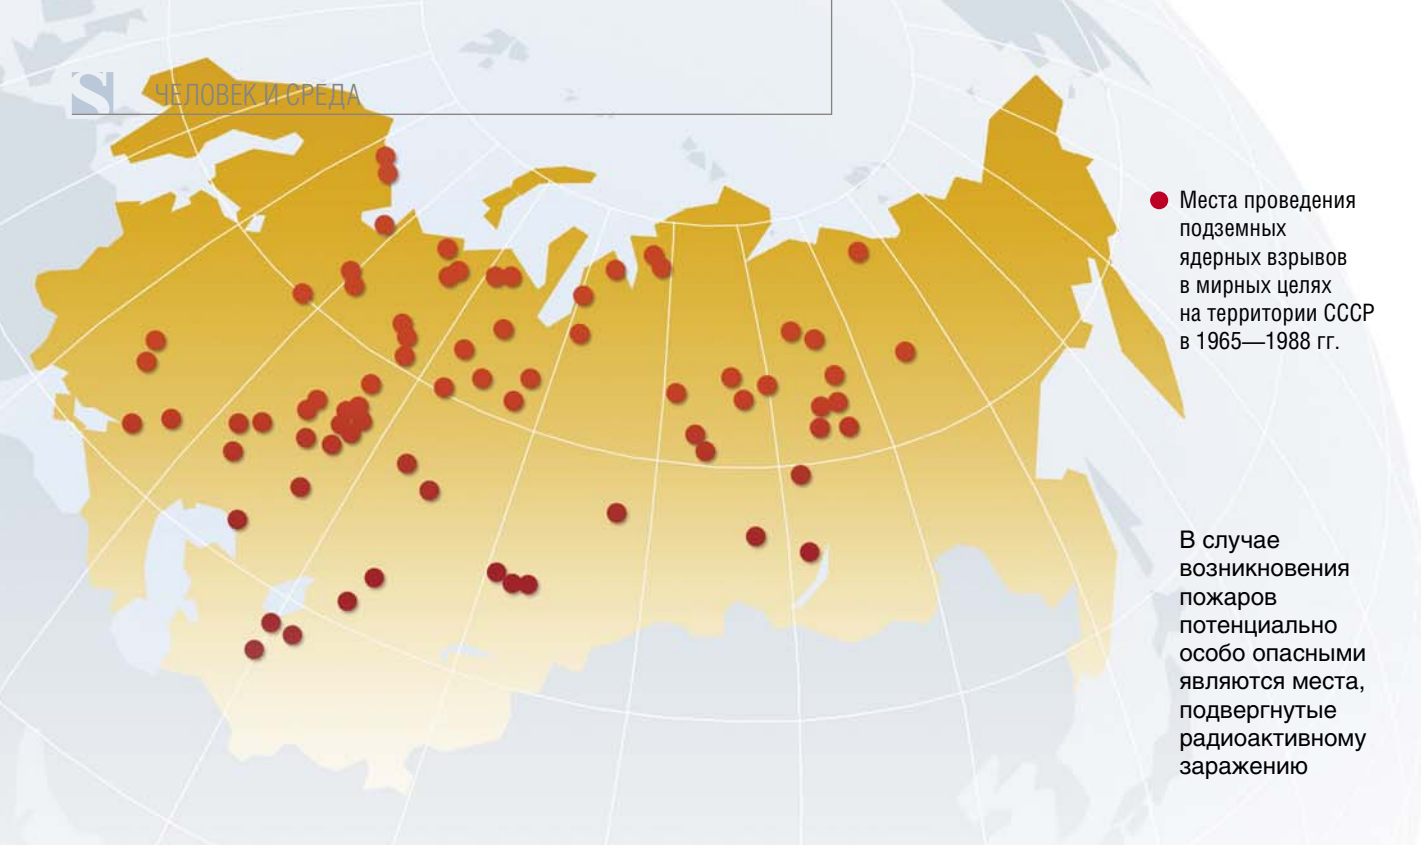 ЧЕЛОВЕК И СРЕДА
Места проведения
подземных
ядерных взрывов
в мирных целях
на территории СССР
в 1965—1988 гг.
В случае
возникновения
пожаров
потенциально
особо опасными
являются места,
подвергнутые
радиоактивному
заражению